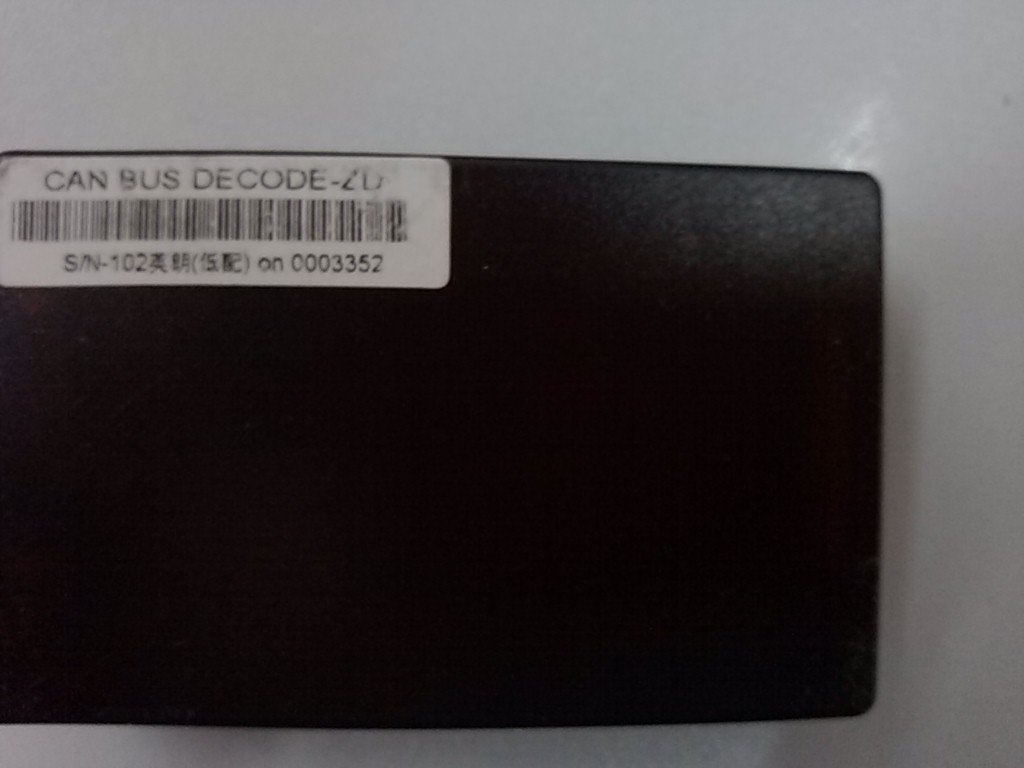 CAN BUS DECODE-ZD
S/N-102英朗(低配) on 0003352